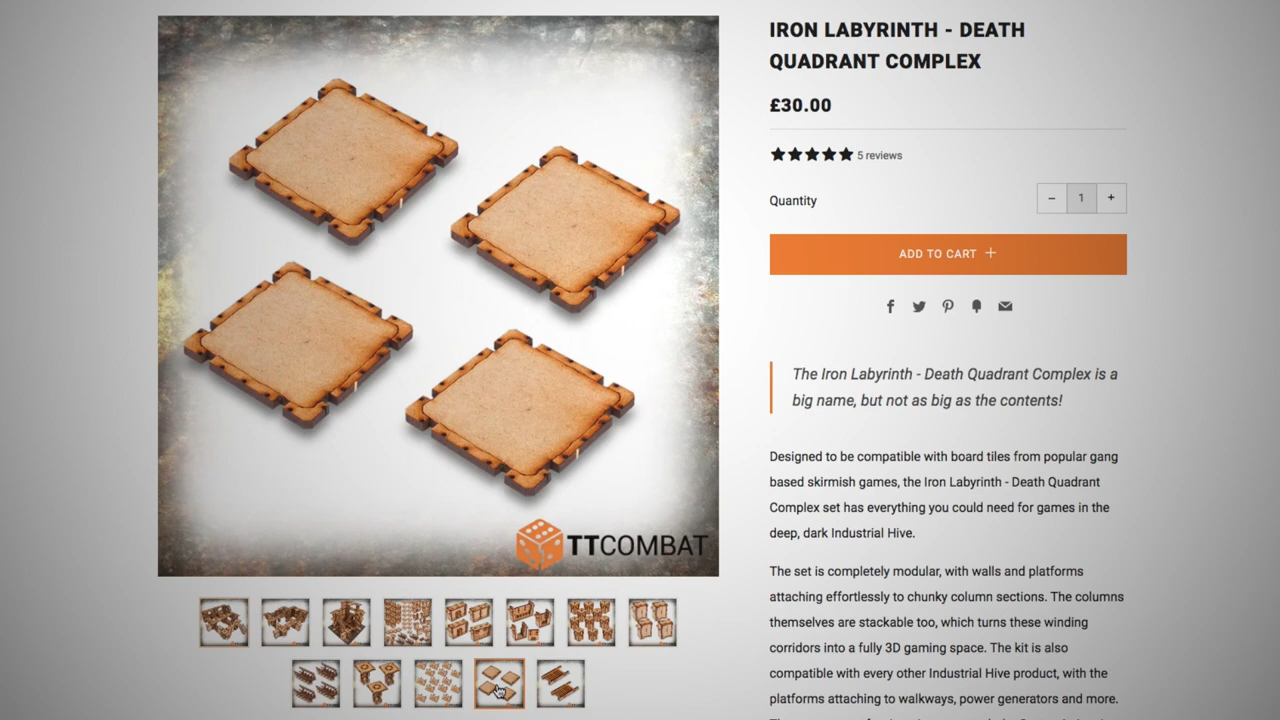 IRON LABYRINTH - DEATH
QUADRANT COMPLEX
£30.00
5 reviews
Quantity
− 1 +
ADD TO CART +
The Iron Labyrinth - Death Quadrant Complex is a
big name, but not as big as the contents!
Designed to be compatible with board tiles from popular gang
based skirmish games, the Iron Labyrinth - Death Quadrant
Complex set has everything you could need for games in the
deep, dark Industrial Hive.
The set is completely modular, with walls and platforms
attaching effortlessly to chunky column sections. The columns
themselves are stackable too, which turns these winding
corridors into a fully 3D gaming space. The kit is also
compatible with every other Industrial Hive product, with the
platforms attaching to walkways, power generators and more.
TTCOMBAT